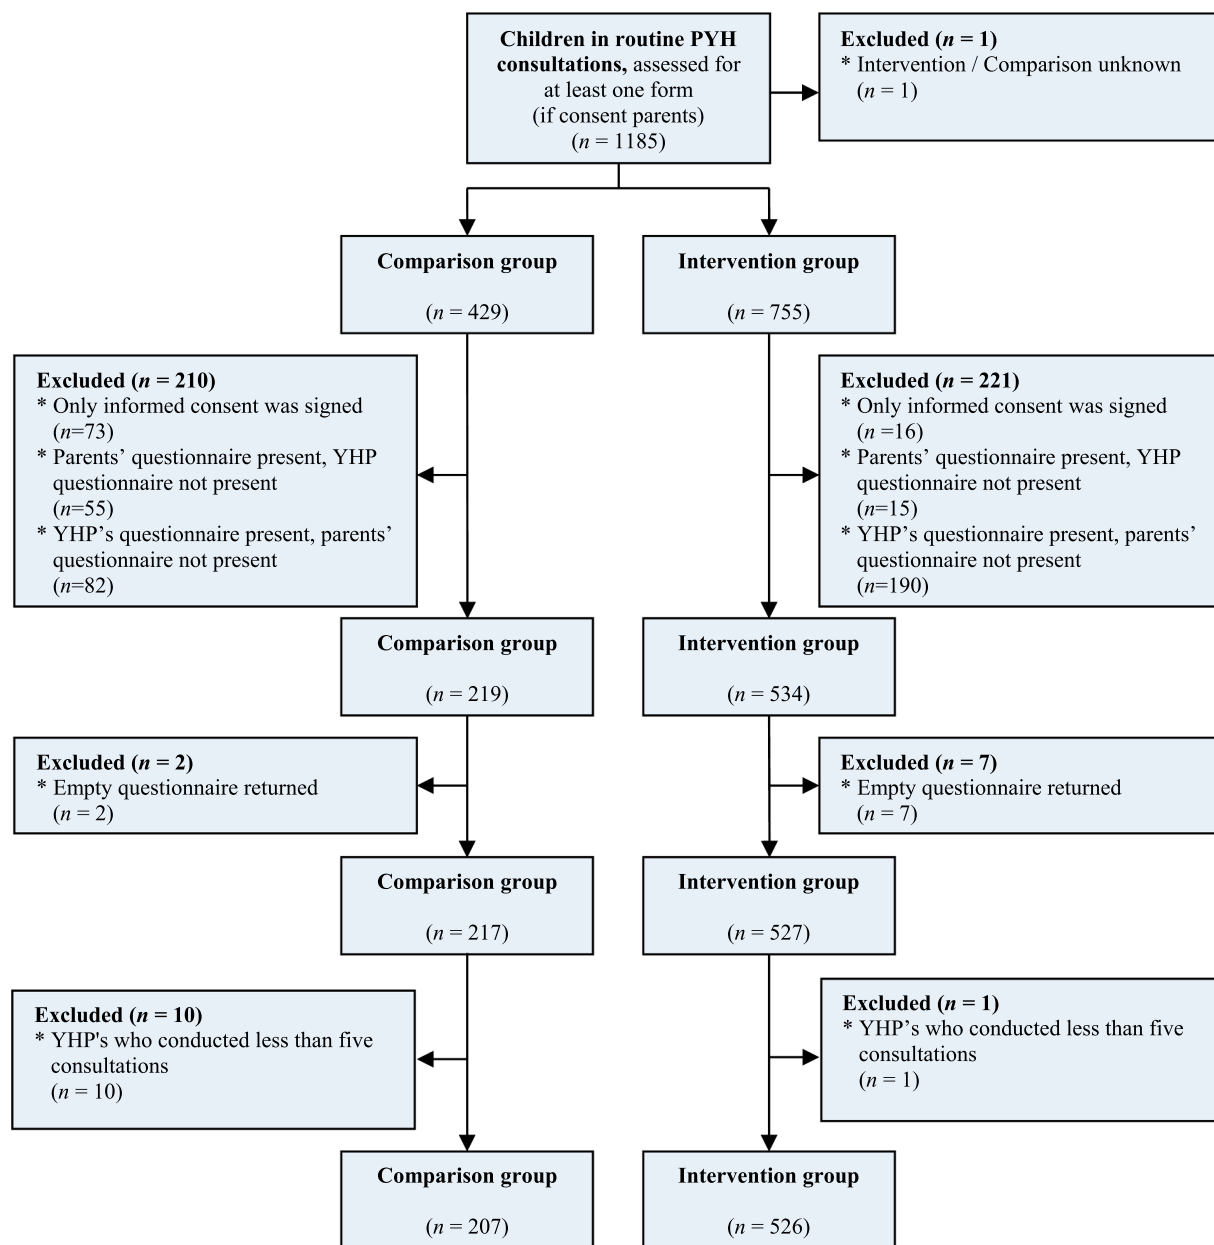 Children in routine PYH
consultations, assessed for
at least one form
(if consent parents)
(n = 1185)
Excluded (n = 1)
* Intervention / Comparison unknown
(n = 1)
Comparison group
(n = 429)
Intervention group
(n = 755)
Excluded (n = 210)
* Only informed consent was signed
(n=73)
* Parents’ questionnaire present, YHP
questionnaire not present
(n=55)
* YHP’s questionnaire present, parents’
questionnaire not present
(n=82)
Excluded (n = 221)
* Only informed consent was signed
(n =16)
* Parents’ questionnaire present, YHP
questionnaire not present
(n=15)
* YHP’s questionnaire present, parents’
questionnaire not present
(n=190)
Comparison group
(n = 219)
Intervention group
(n = 534)
Excluded (n = 2)
* Empty questionnaire returned
(n = 2)
Excluded (n = 7)
* Empty questionnaire returned
(n = 7)
Comparison group
(n = 217)
Intervention group
(n = 527)
Excluded (n = 10)
* YHP's who conducted less than five
consultations
(n = 10)
Excluded (n = 1)
* YHP’s who conducted less than five
consultations
(n = 1)
Comparison group
(n = 207)
Intervention group
(n = 526)